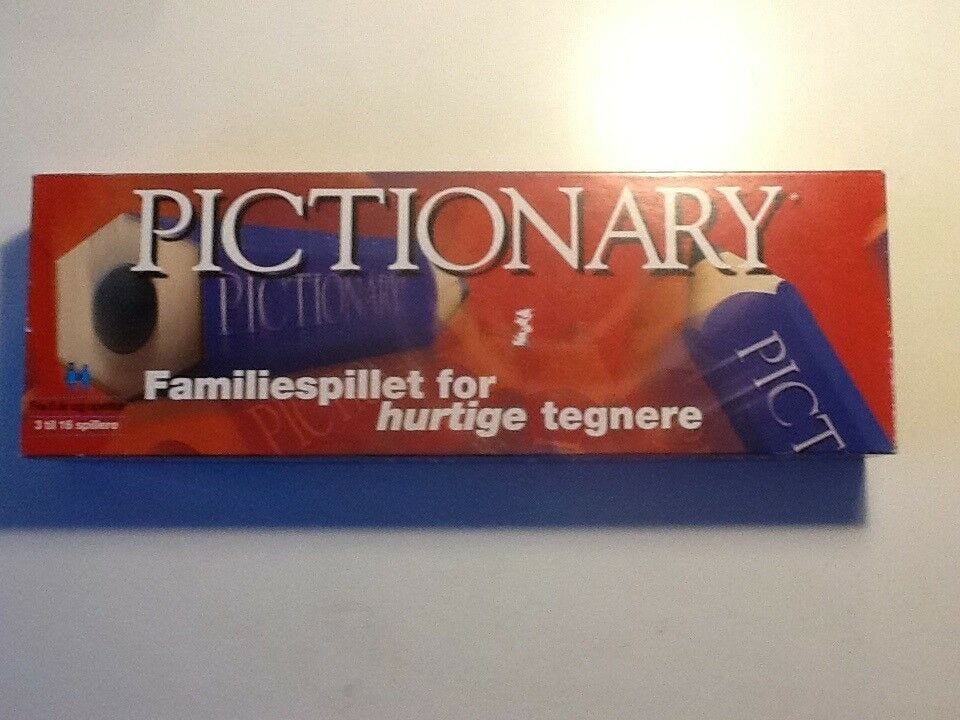 PICTIONARY
PICTIONARY
PICT
Familiespillet for
hurtige tegnere
3 til 16 spillere